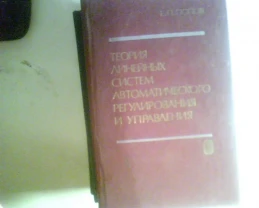 ТЕОРИЯ
ЛИНЕЙНЫХ
СИСТЕМ
АВТОМАТИЧЕСКОГО
РЕГУЛИРОВАНИЯ
И УПРАВЛЕНИЯ